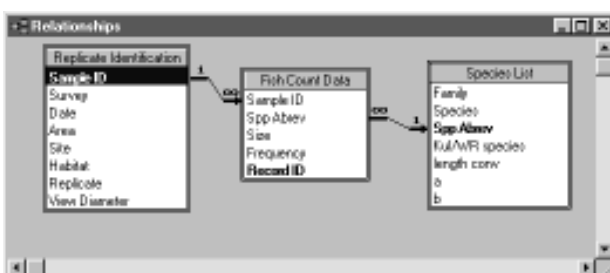 Relationships
Replicate Identification
Sample ID
Survey
Date
Area
Site
Habitat
Replicate
View Diameter
1
∞
Fish Count Data
Sample ID
Spp Abrev
Size
Frequency
Record ID
∞
1
Species List
Family
Species
Spp Abrev
Kul/WR species
length conv
a
b